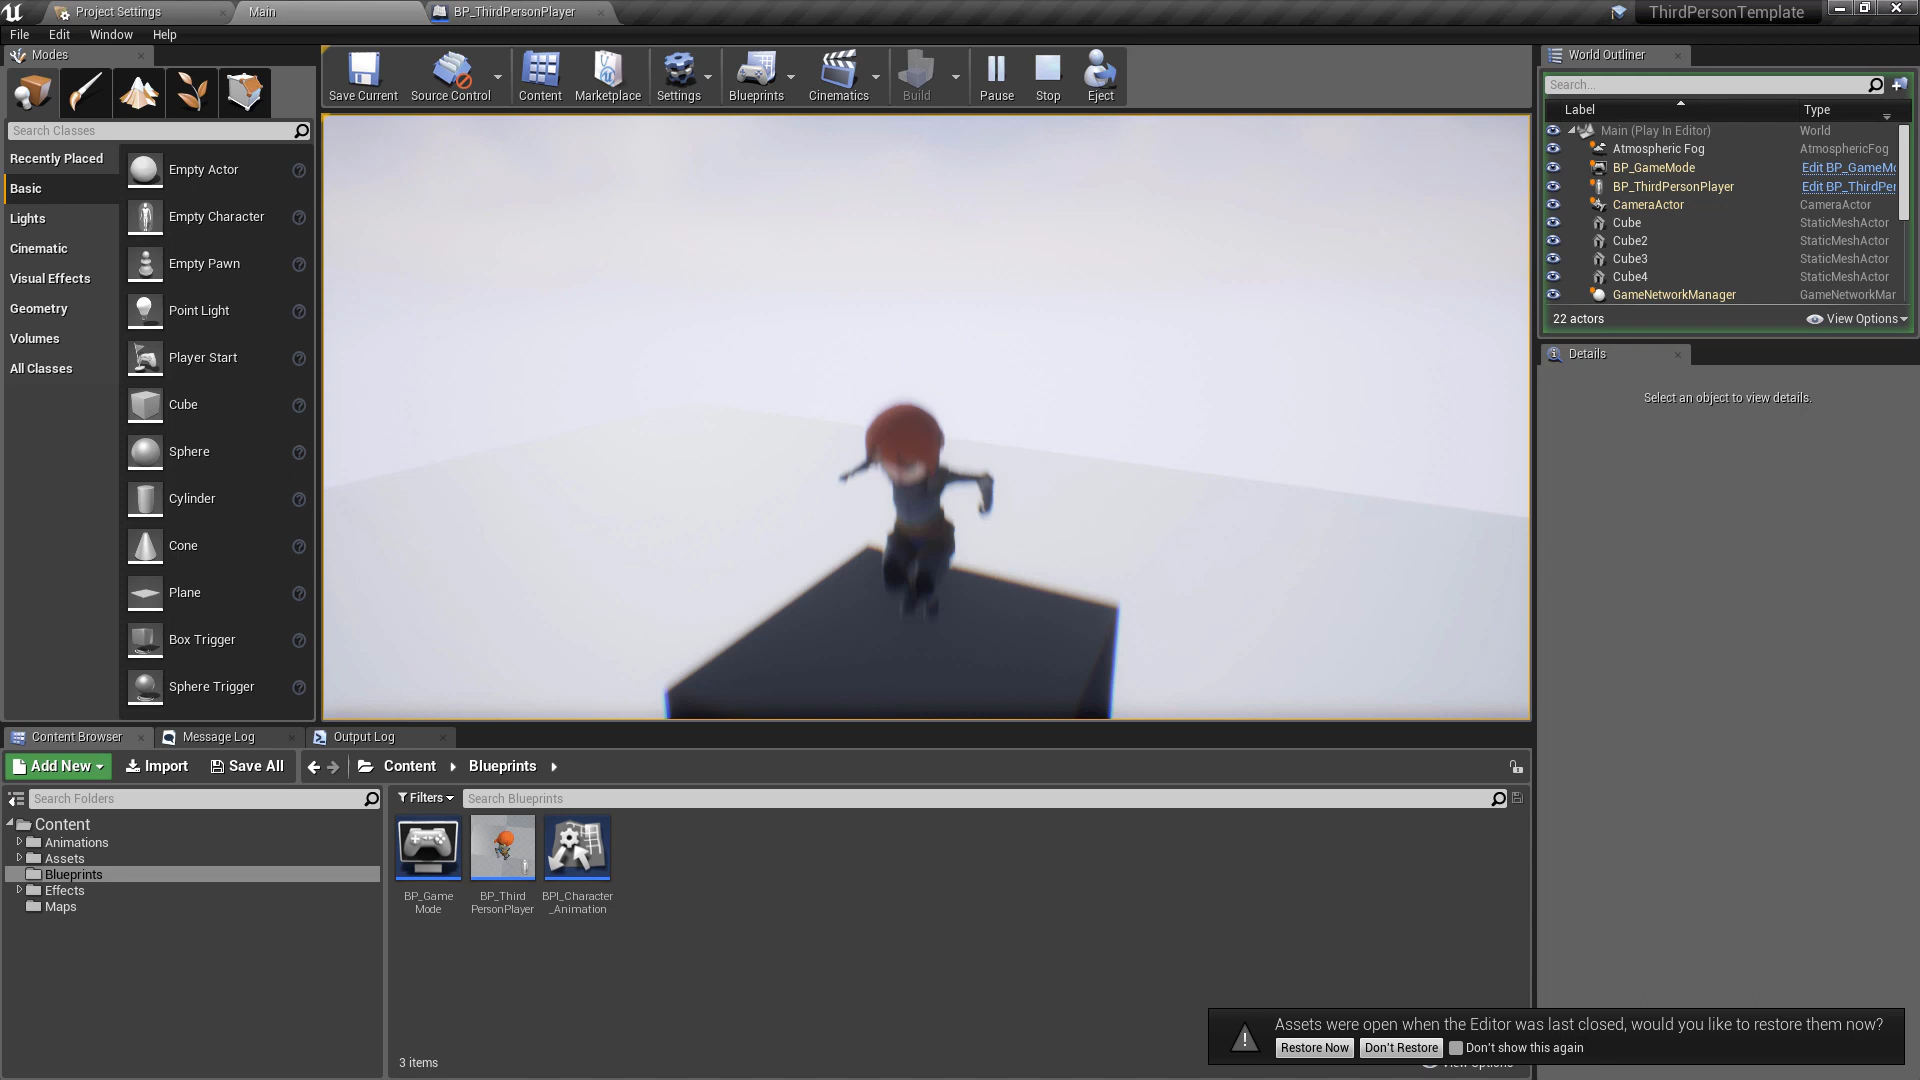 Project Settings
Main
BP_ThirdPersonPlayer
ThirdPersonTemplate
File
Edit
Window
Help
Modes
Search Classes
Recently Placed
Basic
Lights
Cinematic
Visual Effects
Geometry
Volumes
All Classes
Empty Actor
Empty Character
Empty Pawn
Point Light
Player Start
Cube
Sphere
Cylinder
Cone
Plane
Box Trigger
Sphere Trigger
Save Current
Source Control
Content
Marketplace
Settings
Blueprints
Cinematics
Build
Pause
Stop
Eject
World Outliner
Search...
Label
Type
Main (Play In Editor)
World
Atmospheric Fog
AtmosphericFog
BP_GameMode
Edit BP_GameMo
BP_ThirdPersonPlayer
Edit BP_ThirdPer
CameraActor
CameraActor
Cube
StaticMeshActor
Cube2
StaticMeshActor
Cube3
StaticMeshActor
Cube4
StaticMeshActor
GameNetworkManager
GameNetworkMar
22 actors
View Options
Details
Select an object to view details.
Content Browser
Message Log
Output Log
Add New
Import
Save All
Content
Blueprints
Search Folders
Content
Animations
Assets
Blueprints
Effects
Maps
Filters
Search Blueprints
BP_Game
Mode
BP_Third
PersonPlayer
BPI_Character
_Animation
3 items
Assets were open when the Editor was last closed, would you like to restore them now?
Restore Now
Don't Restore
Don't show this again